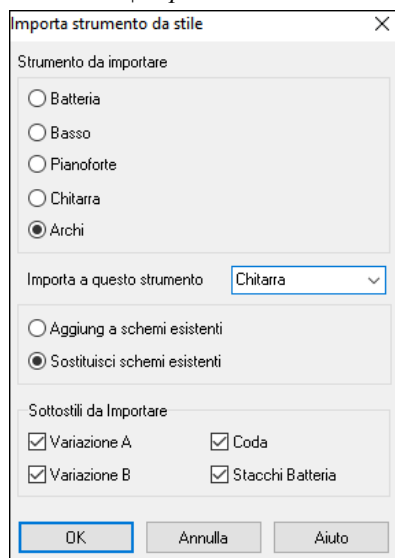 Importa strumento da stile
Strumento da importare
Batteria
Basso
Pianoforte
Chitarra
Archi
Importa a questo strumento Chitarra
Aggiung a schemi esistenti
Sostituisci schemi esistenti
Sottostili da Importare
Variazione A Coda
Variazione B Stacchi Batteria
OK Annulla Aiuto